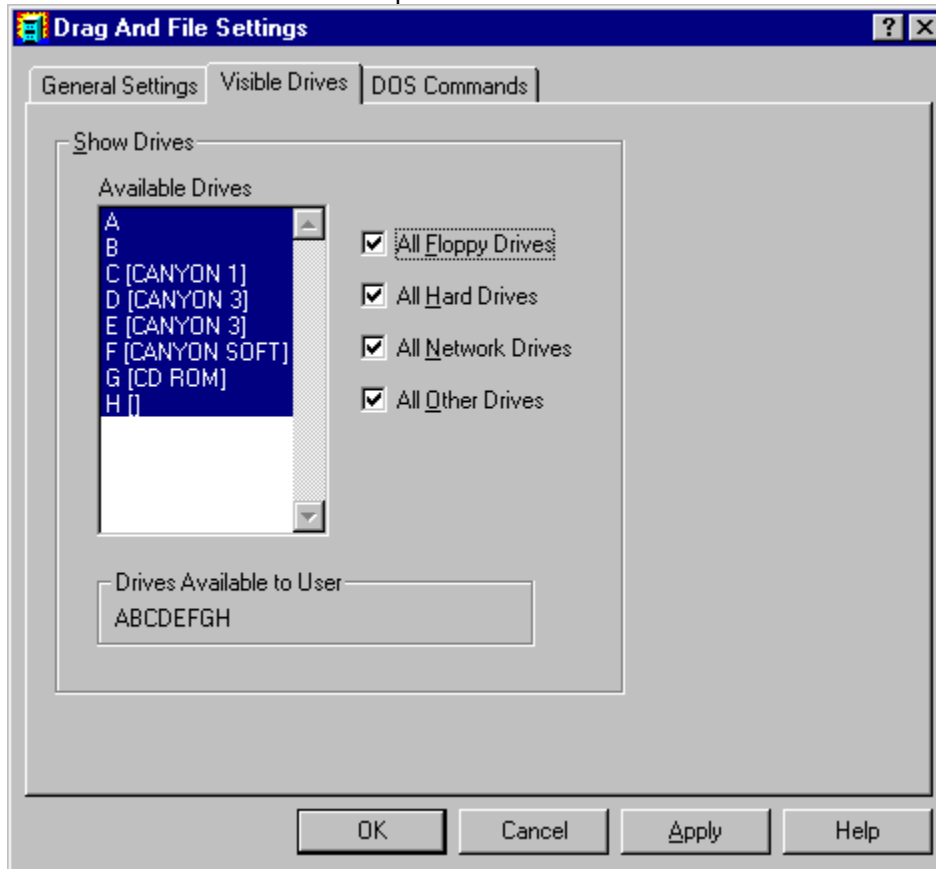 Drag And File Settings
General Settings Visible Drives DOS Commands
Show Drives
Available Drives
A
B
C [CANYON 1]
D [CANYON 3]
E [CANYON 3]
F [CANYON SOFT]
G [CD ROM]
H []
All Floppy Drives
All Hard Drives
All Network Drives
All Other Drives
Drives Available to User
ABCDEFGH
OK Cancel Apply Help